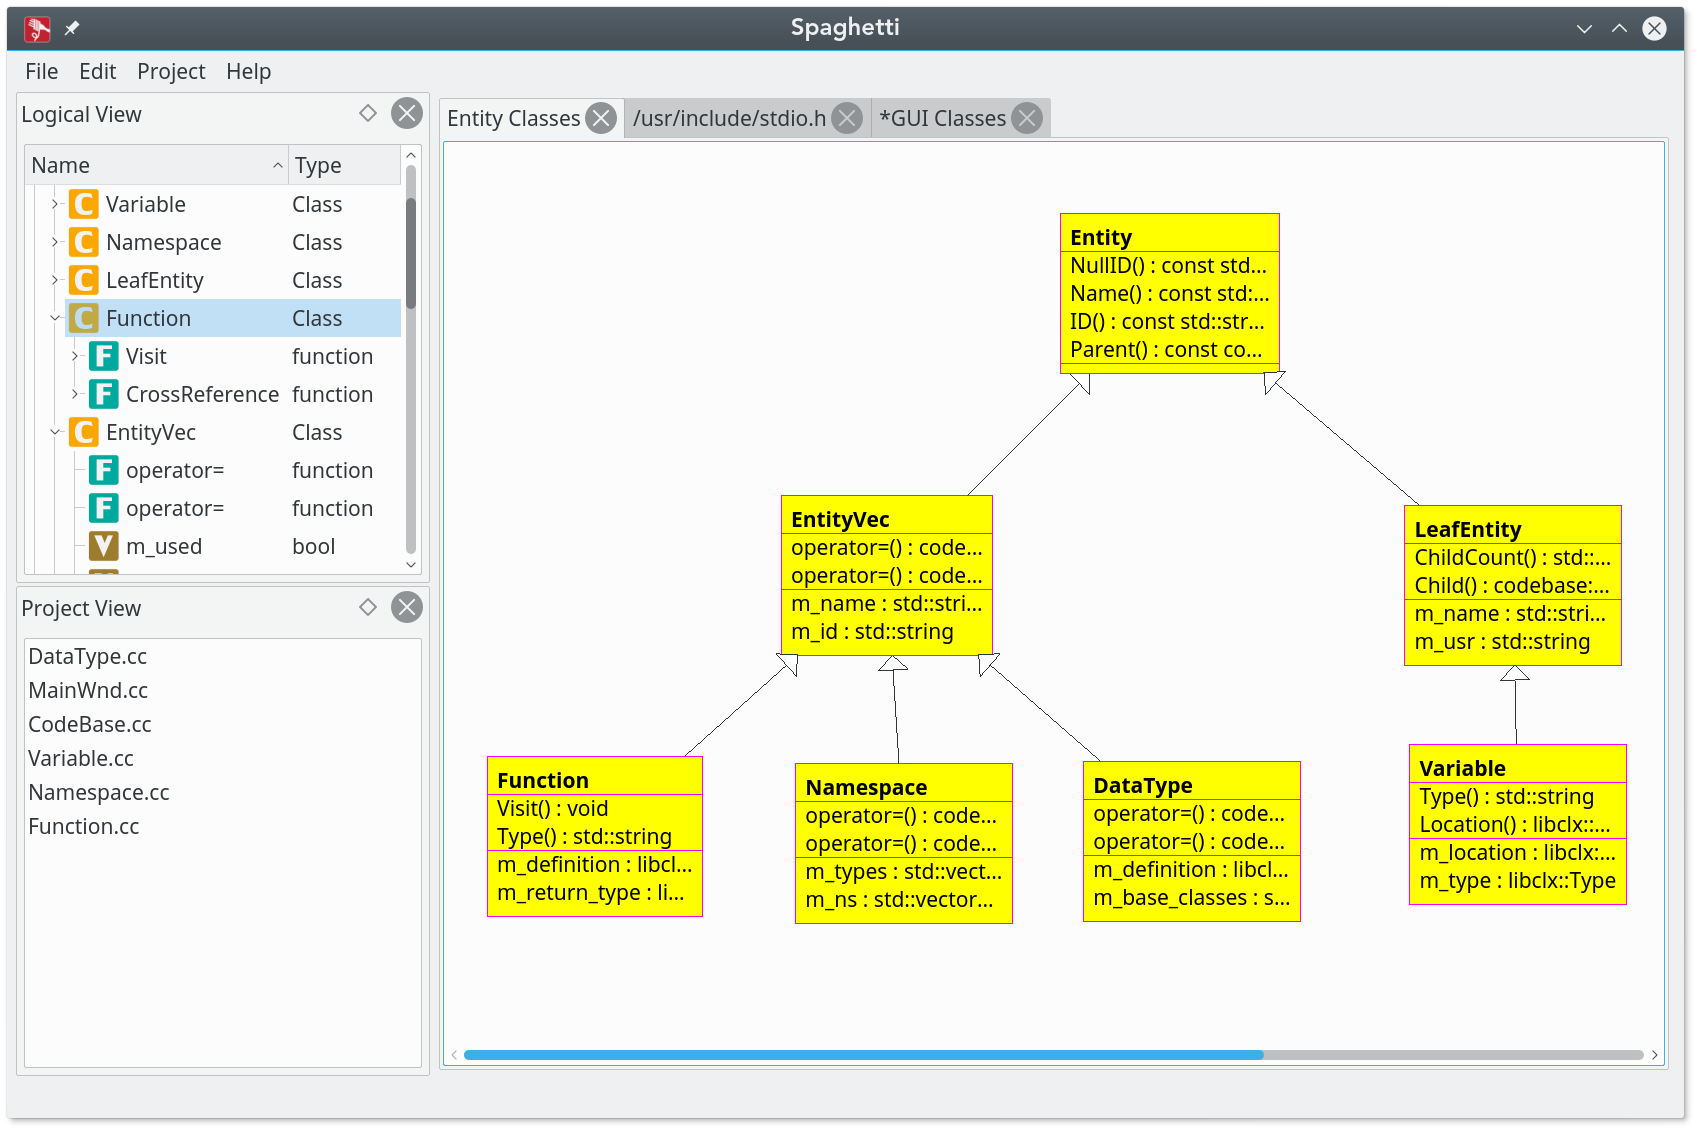 Spaghetti
File Edit Project Help
Logical View
Name Type
Variable Class
Namespace Class
LeafEntity Class
Function Class
Visit function
CrossReference function
EntityVec Class
operator= function
operator= function
m_used bool
Project View
DataType.cc
MainWnd.cc
CodeBase.cc
Variable.cc
Namespace.cc
Function.cc
Entity Classes /usr/include/stdio.h *GUI Classes
Entity
NullID() : const std...
Name() : const std:...
ID() : const std::str...
Parent() : const co...
EntityVec
operator=() : code...
operator=() : code...
m_name : std::stri...
m_id : std::string
LeafEntity
ChildCount() : std::...
Child() : codebase:...
m_name : std::stri...
m_usr : std::string
Function
Visit() : void
Type() : std::string
m_definition : libcl...
m_return_type : li...
Namespace
operator=() : code...
operator=() : code...
m_types : std::vect...
m_ns : std::vector...
DataType
operator=() : code...
operator=() : code...
m_definition : libcl...
m_base_classes : s...
Variable
Type() : std::string
Location() : libclx::...
m_location : libclx:...
m_type : libclx::Type